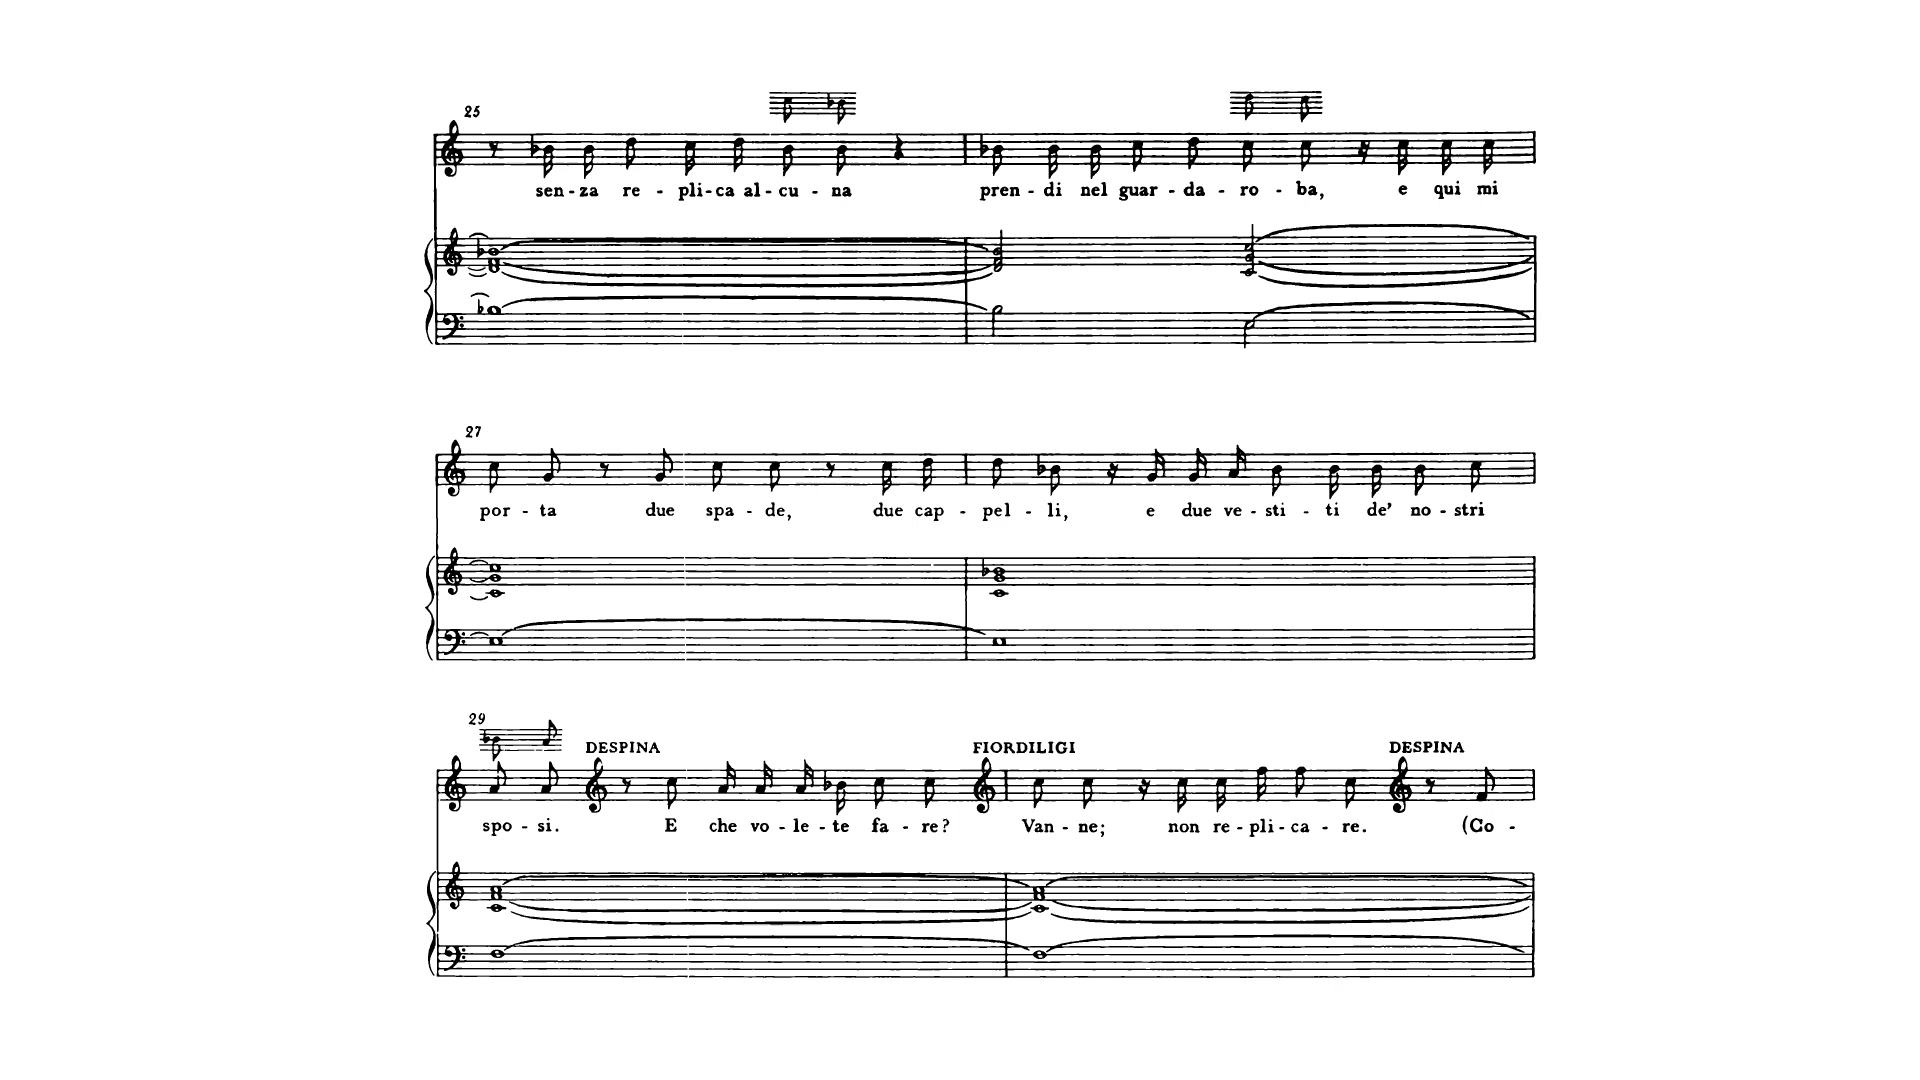 25
sen - za re - pli - ca al - cu - na pren - di nel guar - da - ro - ba, e qui mi
27
por - ta due spa - de, due cap - pel - li, e due ve - sti - ti de' no - stri
29
DESPINA FIORDILIGI DESPINA
spo - si. E che vo - le - te fa - re? Van - ne; non re - pli - ca - re. (Co -